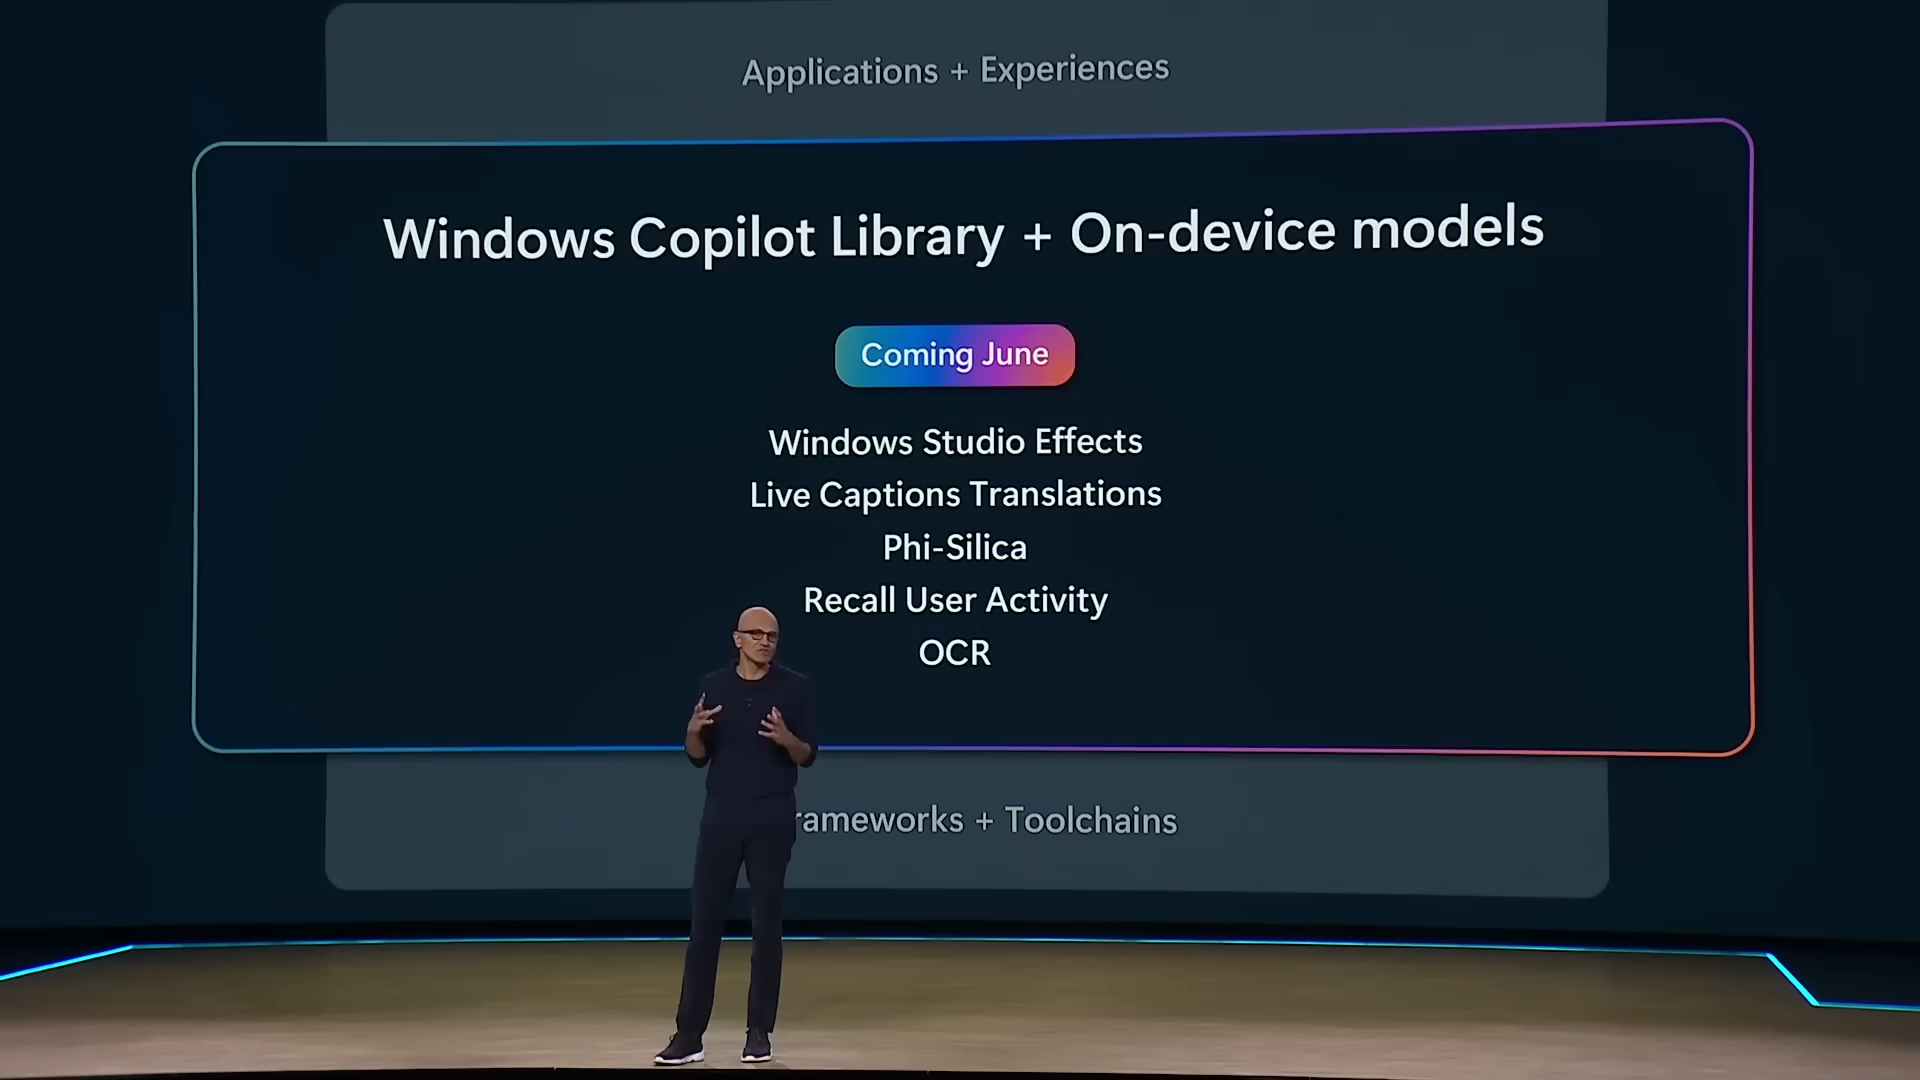 Applications + Experiences
Windows Copilot Library + On-device models
Coming June
Windows Studio Effects
Live Captions Translations
Phi-Silica
Recall User Activity
OCR
rameworks + Toolchains